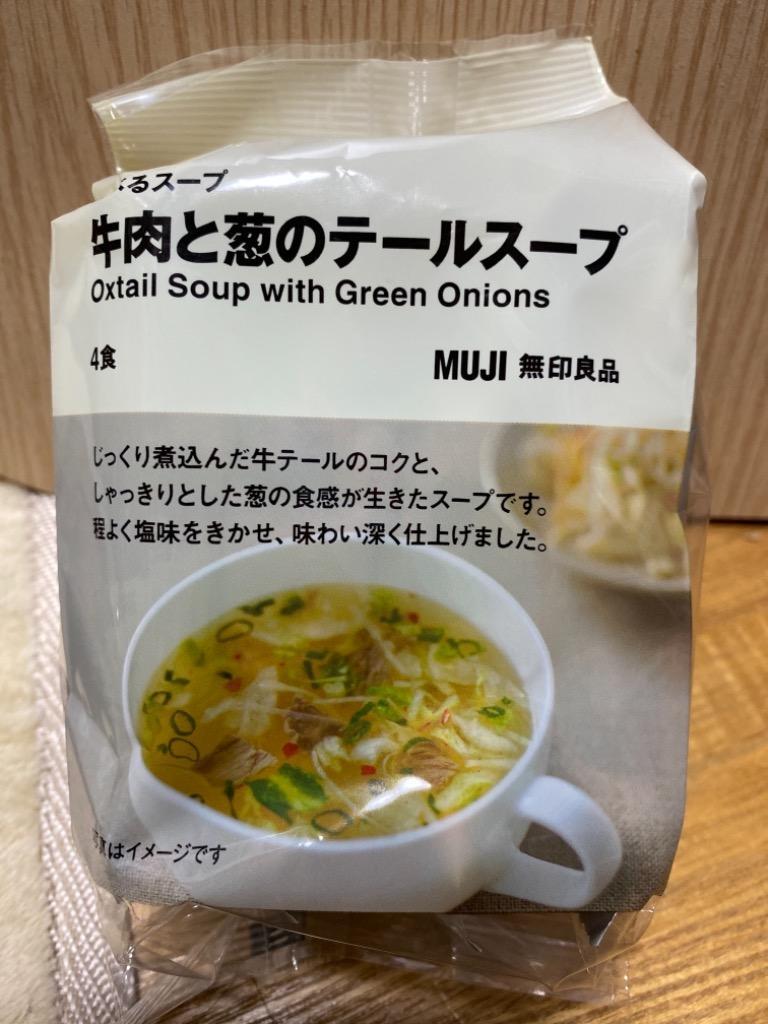 るスープ
牛肉と葱のテールスープ
Oxtail Soup with Green Onions
4食
MUJI 無印良品
じっくり煮込んだ牛テールのコクと、
しゃっきりとした葱の食感が生きたスープです。
程よく塩味をきかせ、味わい深く仕上げました。
写真はイメージです